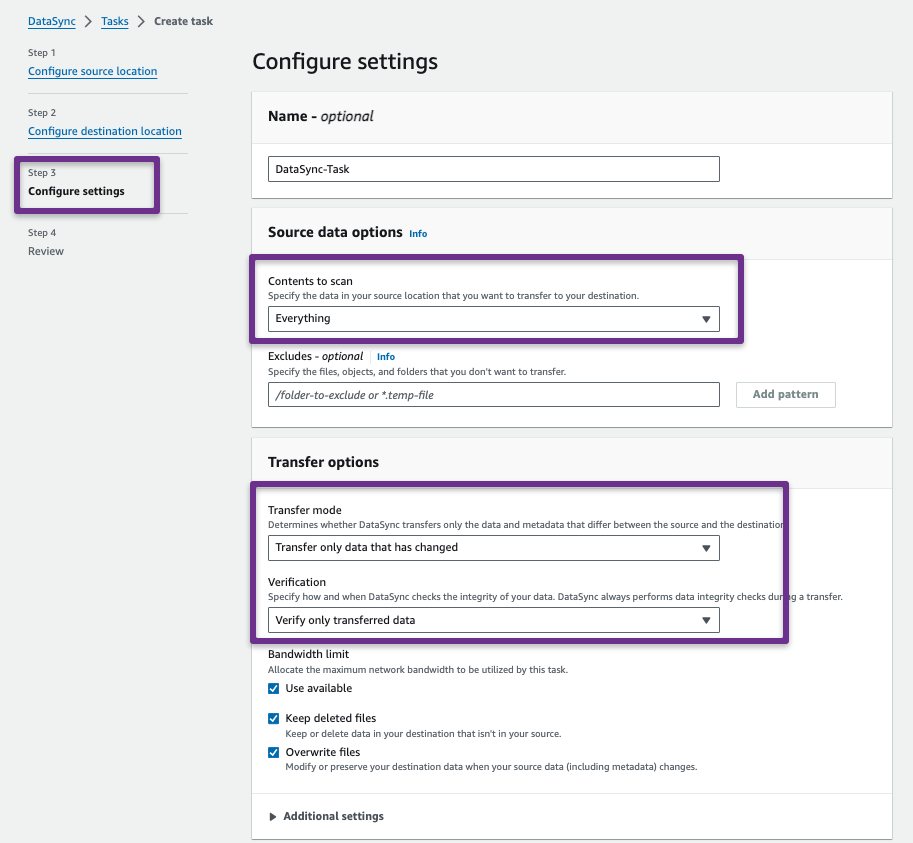 DataSync > Tasks > Create task
Step 1
Configure source location
Step 2
Configure destination location
Step 3
Configure settings
Step 4
Review
Configure settings
Name - optional
DataSync-Task
Source data options Info
Contents to scan
Specify the data in your source location that you want to transfer to your destination.
Everything
Excludes - optional Info
Specify the files, objects, and folders that you don't want to transfer.
/folder-to-exclude or *.temp-file
Add pattern
Transfer options
Transfer mode
Determines whether DataSync transfers only the data and metadata that differ between the source and the destination
Transfer only data that has changed
Verification
Specify how and when DataSync checks the integrity of your data. DataSync always performs data integrity checks during a transfer.
Verify only transferred data
Bandwidth limit
Allocate the maximum network bandwidth to be utilized by this task.
Use available
Keep deleted files
Keep or delete data in your destination that isn't in your source.
Overwrite files
Modify or preserve your destination data when your source data (including metadata) changes.
Additional settings